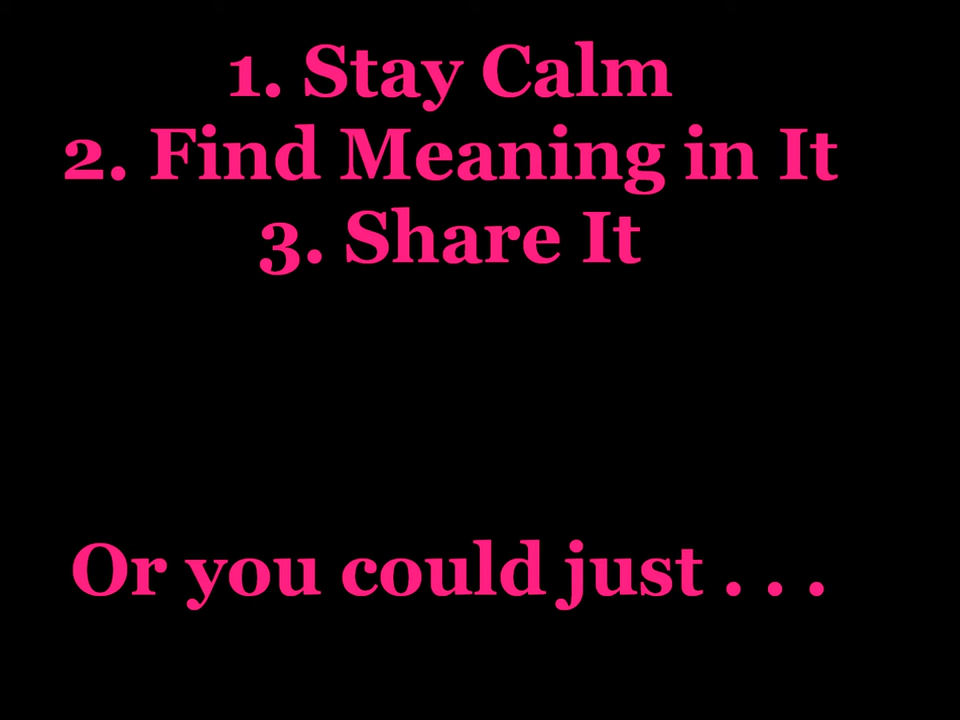 1. Stay Calm
2. Find Meaning in It
3. Share It
Or you could just . . .